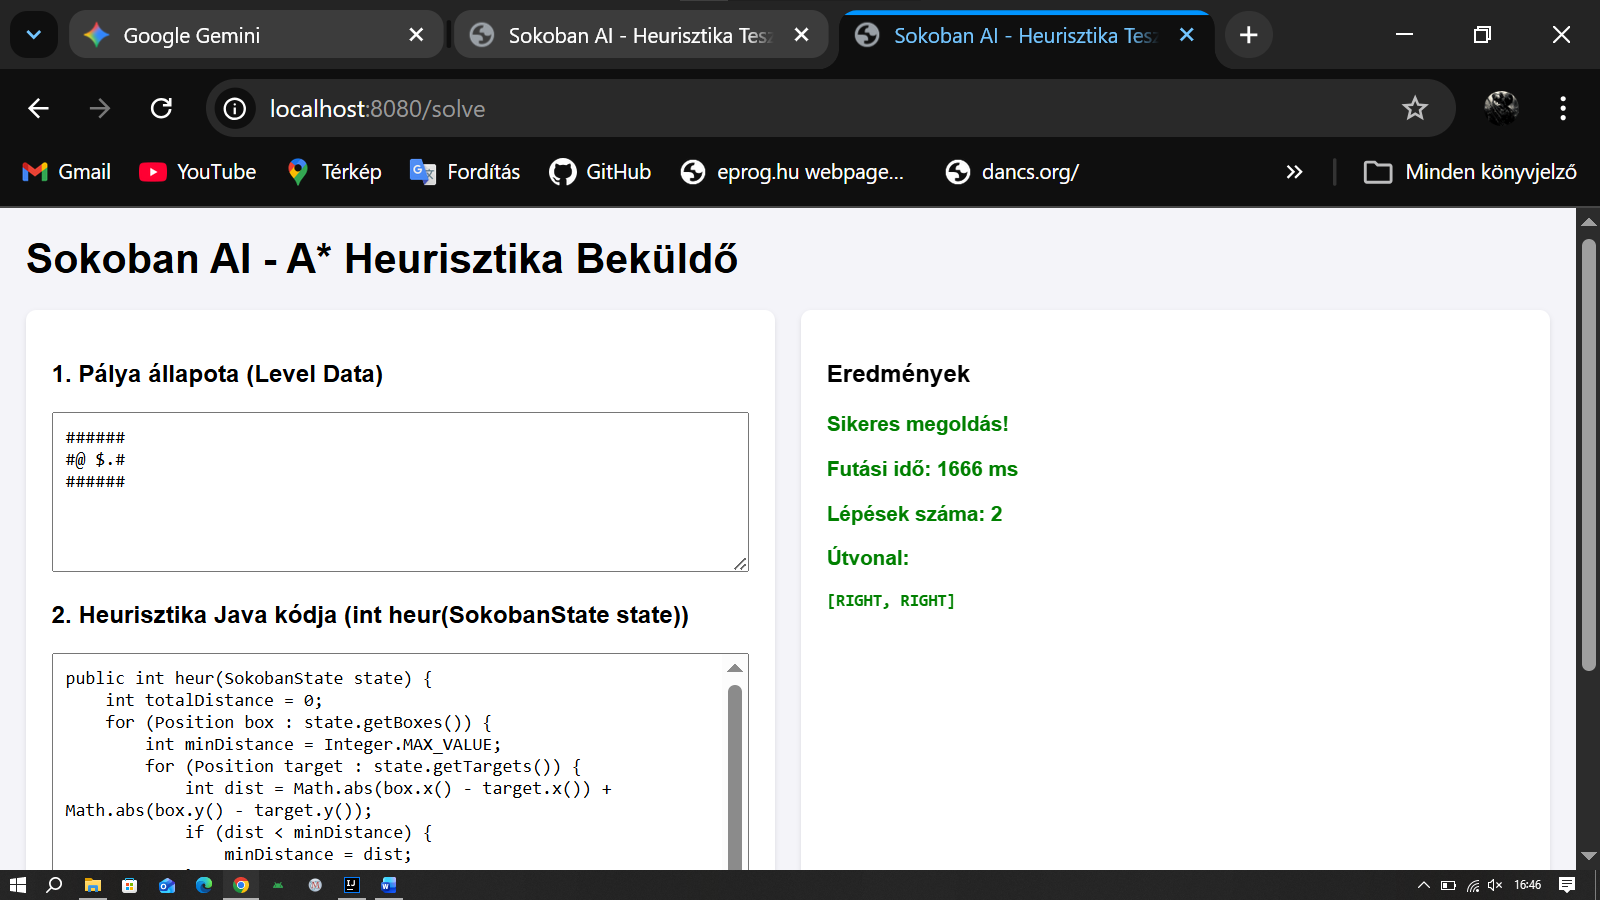 Google Gemini
Sokoban AI - Heurisztika Tesz
Sokoban AI - Heurisztika Tesz
localhost:8080/solve
Gmail
YouTube
Térkép
Fordítás
GitHub
eprog.hu webpage...
dancs.org/
Minden könyvjelző
Sokoban AI - A* Heurisztika Beküldő
1. Pálya állapota (Level Data)
######
#@ $.#
######
2. Heurisztika Java kódja (int heur(SokobanState state))
public int heur(SokobanState state) {
    int totalDistance = 0;
    for (Position box : state.getBoxes()) {
        int minDistance = Integer.MAX_VALUE;
        for (Position target : state.getTargets()) {
            int dist = Math.abs(box.x() - target.x()) +
Math.abs(box.y() - target.y());
            if (dist < minDistance) {
                minDistance = dist;
Eredmények
Sikeres megoldás!
Futási idő: 1666 ms
Lépések száma: 2
Útvonal:
[RIGHT, RIGHT]
16:46